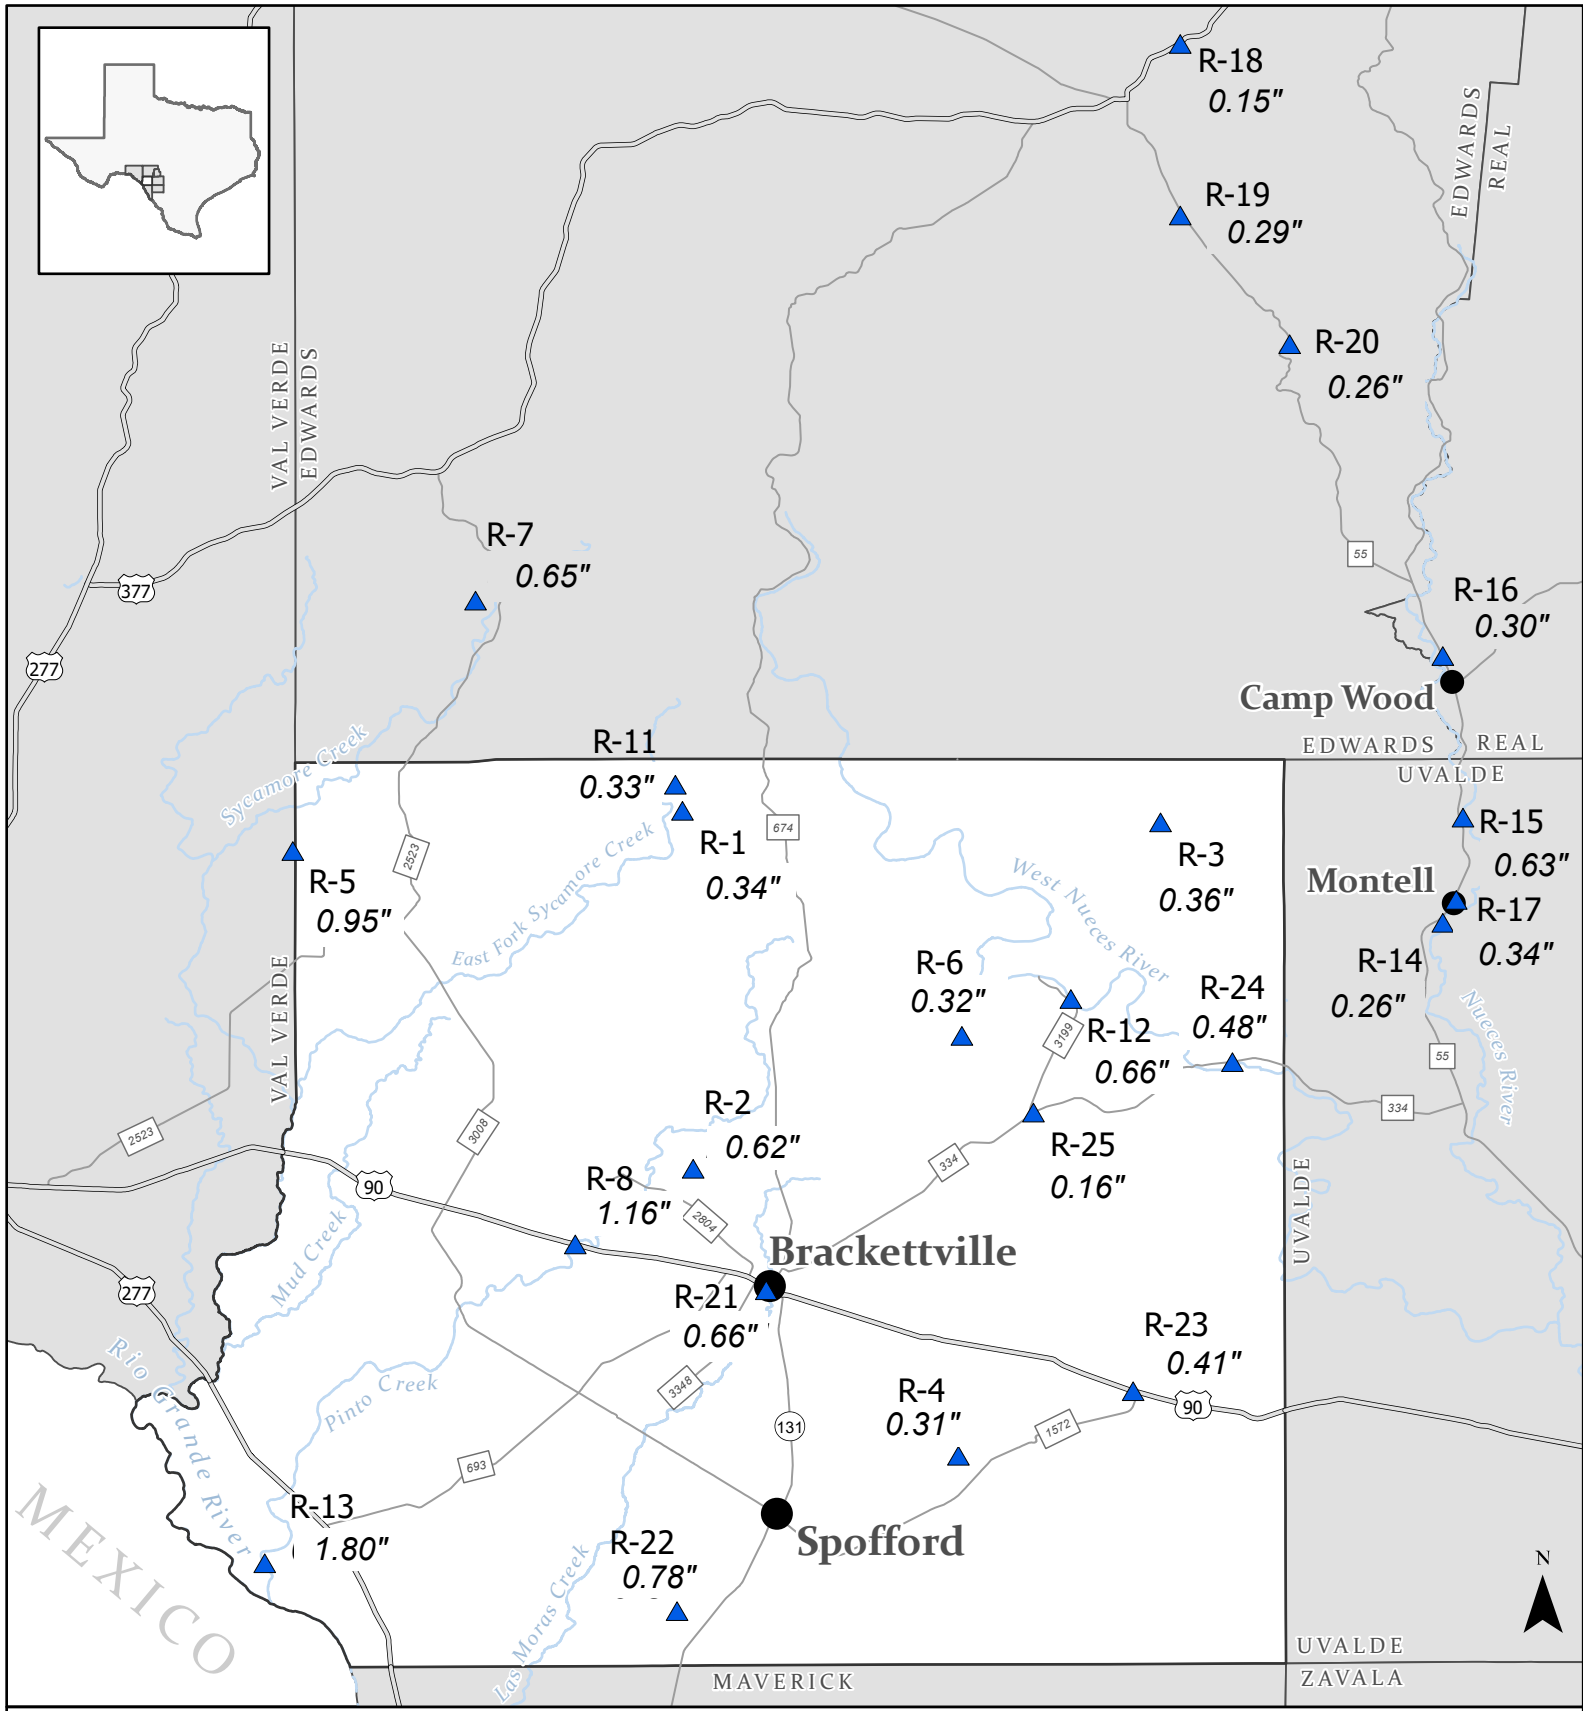 R-18
0.15"
EDWARDS
REAL
R-19
0.29"
R-20
0.26"
VAL VERDE
EDWARDS
R-7
0.65"
55
377
R-16
0.30"
277
Camp Wood
R-11
0.33"
EDWARDS
REAL
UVALDE
Sycamore Creek
R-1
0.34"
674
2523
R-3
0.36"
R-15
0.63"
R-5
0.95"
East Fork Sycamore Creek
West Nueces River
Montell
R-17
0.34"
R-6
0.32"
R-14
0.26"
R-24
0.48"
VAL VERDE
Nueces River
3199
R-12
0.66"
55
R-2
0.62"
334
2523
3008
R-25
0.16"
334
R-8
1.16"
90
2804
UVALDE
Mud Creek
Brackettville
277
R-21
0.66"
R-23
0.41"
Rio Grande River
Pinto Creek
3348
R-4
0.31"
90
131
1572
693
MEXICO
R-13
1.80"
Spofford
R-22
0.78"
N
Las Moras Creek
UVALDE
MAVERICK
ZAVALA